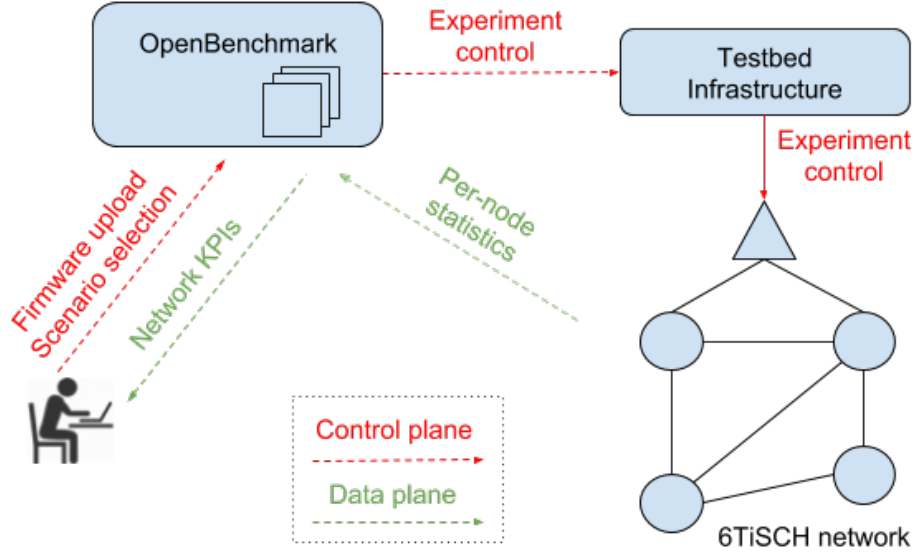 OpenBenchmark
Experiment
control
Testbed
Infrastructure
Experiment
control
Firmware upload
Scenario selection
Network KPIs
Per-node
statistics
Control plane
Data plane
6TiSCH network